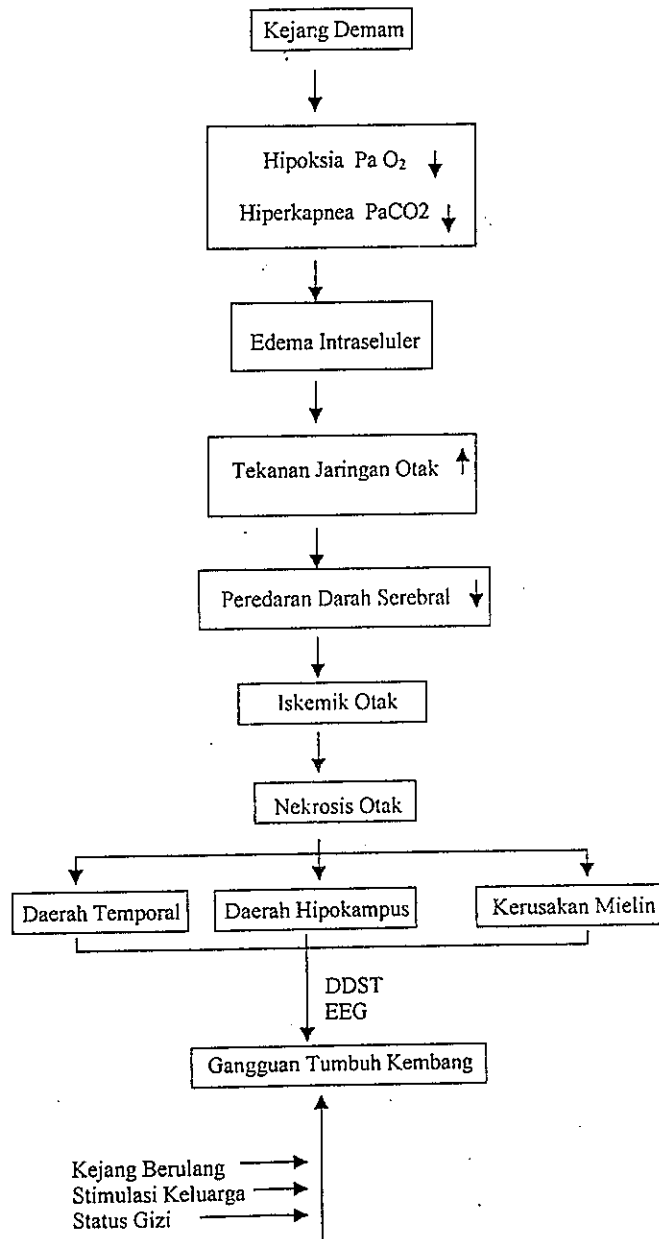 Kejang Demam
Hipoksia Pa O₂ ↓
Hiperkapnea PaCO2 ↓
Edema Intraseluler
Tekanan Jaringan Otak ↑
Peredaran Darah Serebral ↓
Iskemik Otak
Nekrosis Otak
Daerah Temporal
Daerah Hipokampus
Kerusakan Mielin
DDST
EEG
Gangguan Tumbuh Kembang
Kejang Berulang
Stimulasi Keluarga
Status Gizi